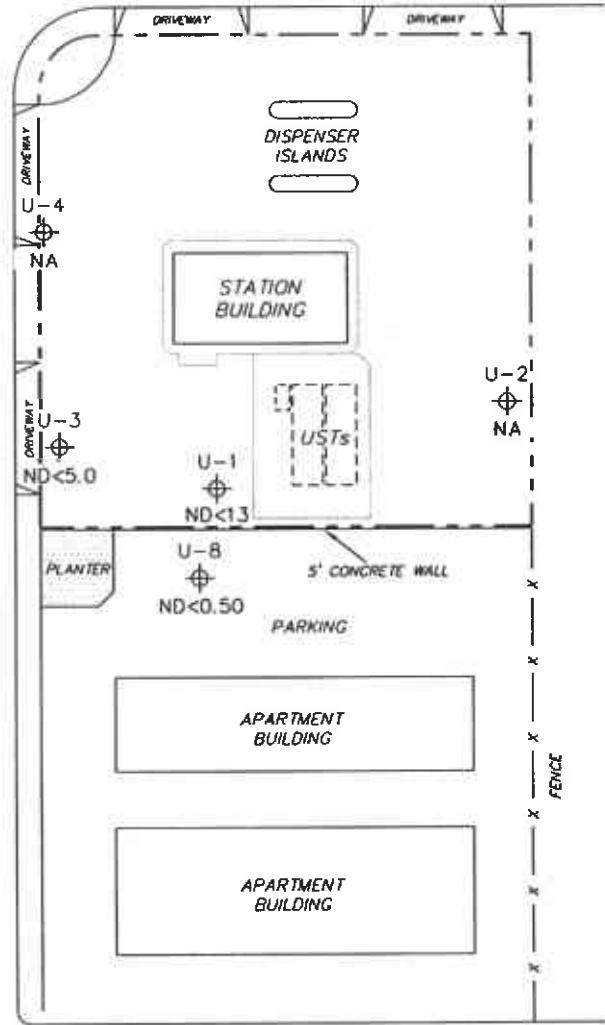 DRIVEWAY
DRIVEWAY
DISPENSER
ISLANDS
DRIVEWAY
U-4
NA
STATION
BUILDING
U-2
NA
USTs
DRIVEWAY
U-3
ND<5.0
U-1
ND<13
U-8
ND<0.50
PLANTER
5' CONCRETE WALL
PARKING
APARTMENT
BUILDING
FENCE
APARTMENT
BUILDING
X
X
X
X
X
X